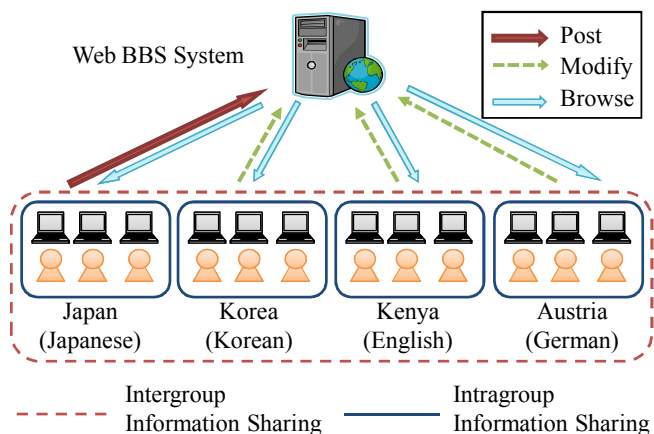 Web BBS System
Post
Modify
Browse
Japan
(Japanese)
Korea
(Korean)
Kenya
(English)
Austria
(German)
Intergroup
Information Sharing
Intragroup
Information Sharing